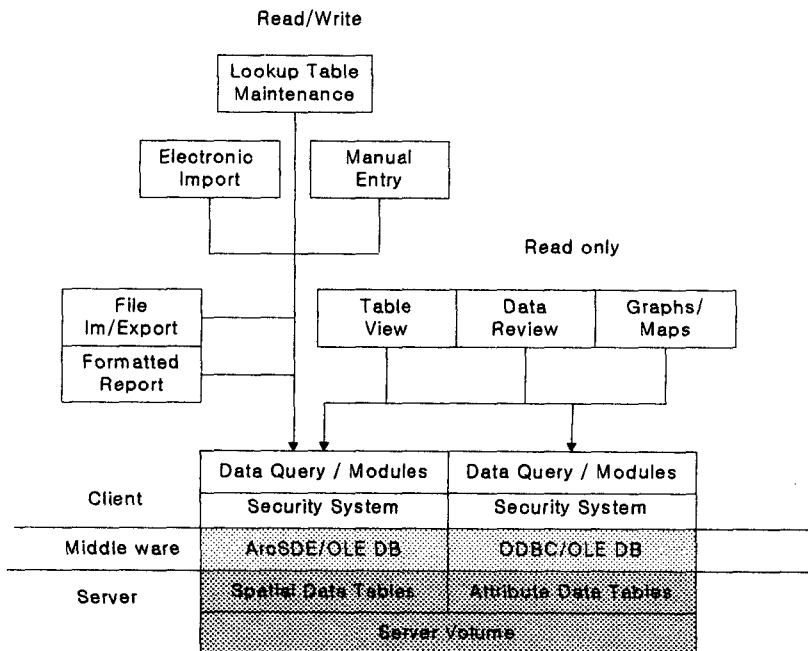 Read/Write
Lookup Table
Maintenance
Electronic
Import
Manual
Entry
Read only
File
Im/Export
Formatted
Report
Table
View
Data
Review
Graphs/
Maps
Data Query / Modules
Data Query / Modules
Client
Security System
Security System
Middle ware
ArcSDE/OLE DB
ODBC/OLE DB
Server
Spatial Data Tables
Attribute Data Tables
Server Volume